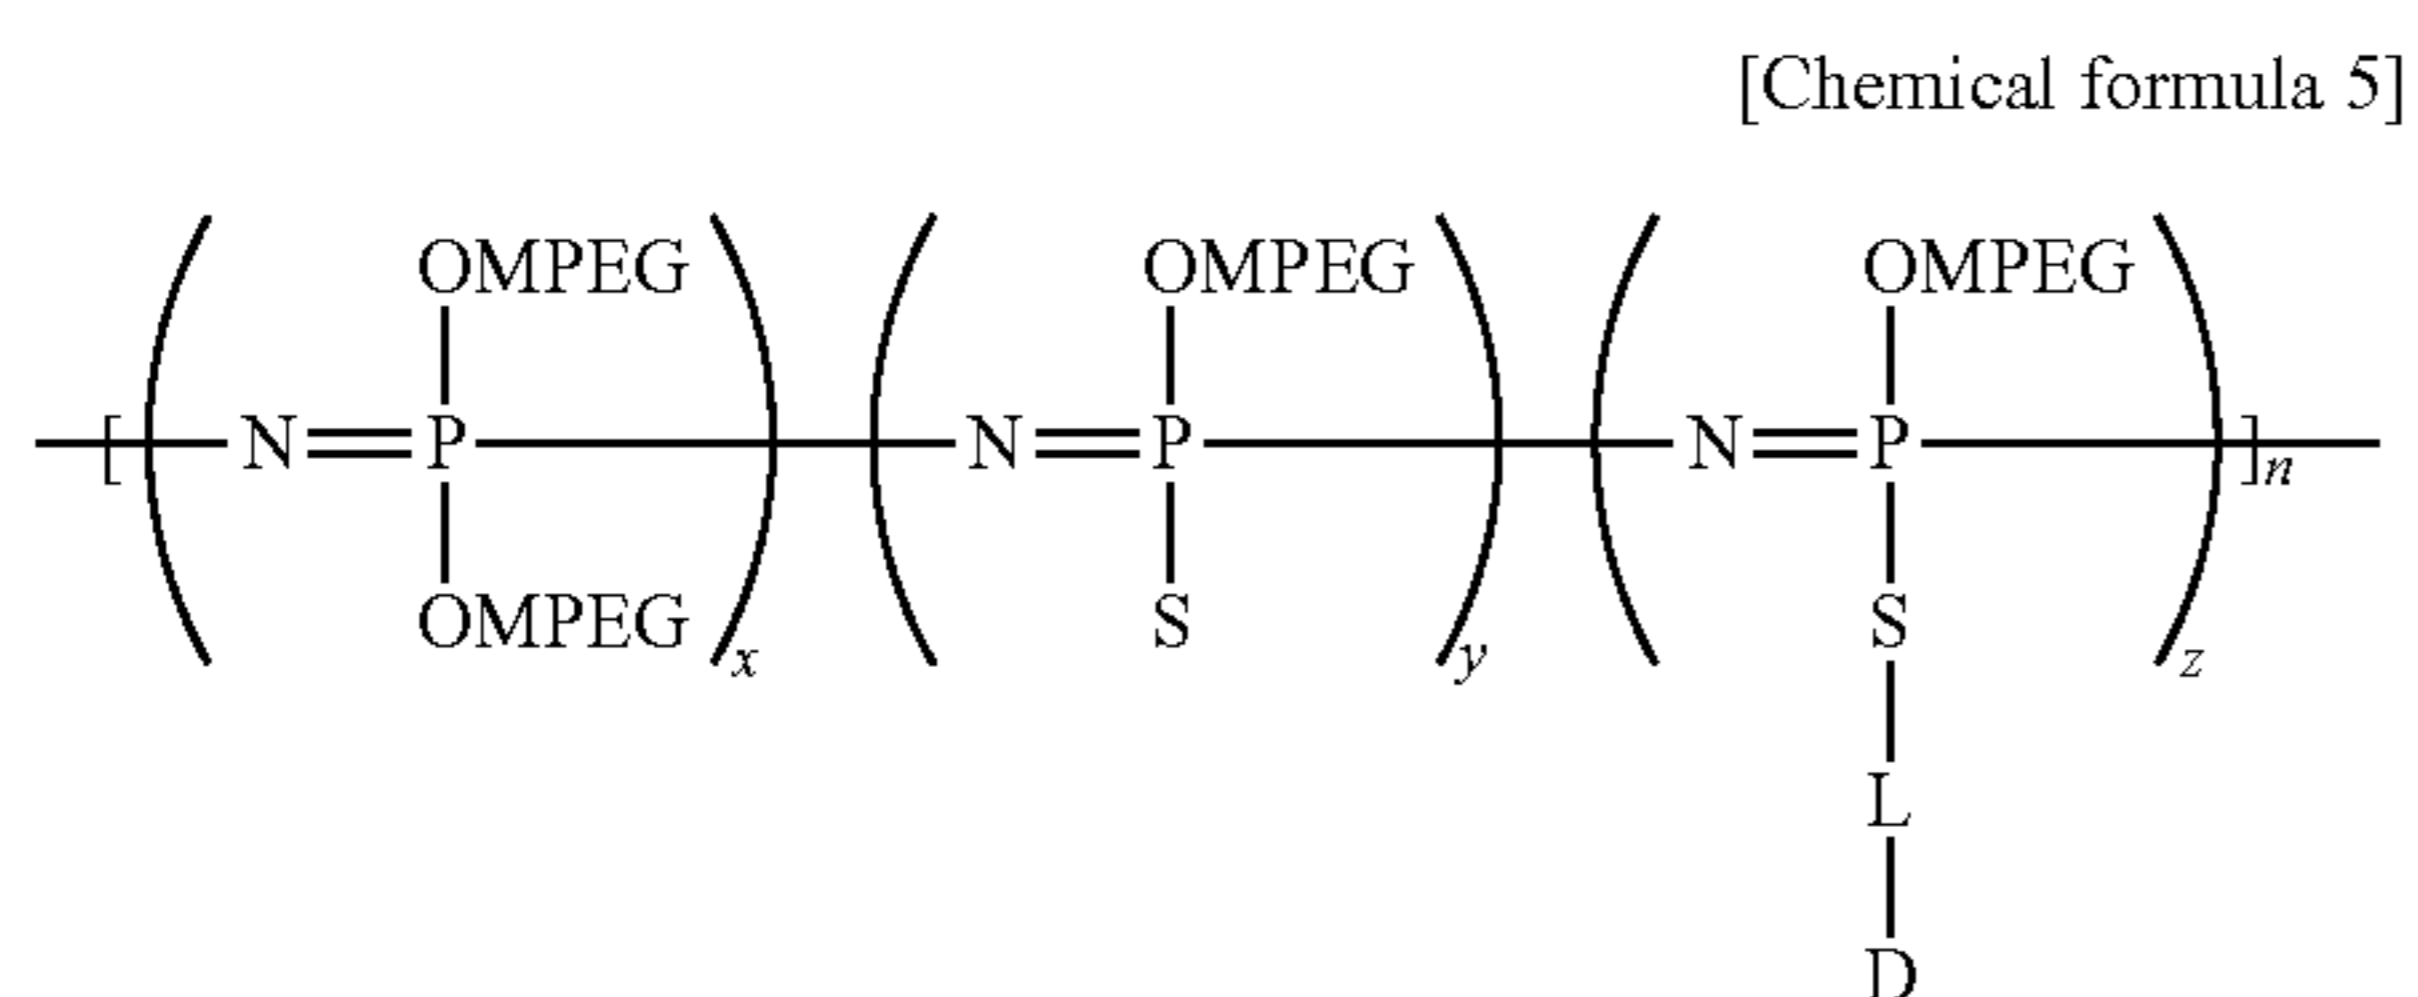 [Chemical formula 5]
OMPEG OMPEG OMPEG
[ ( N P ) ( N P ) ( N P ) ]n
OMPEG x S y S z
L
D